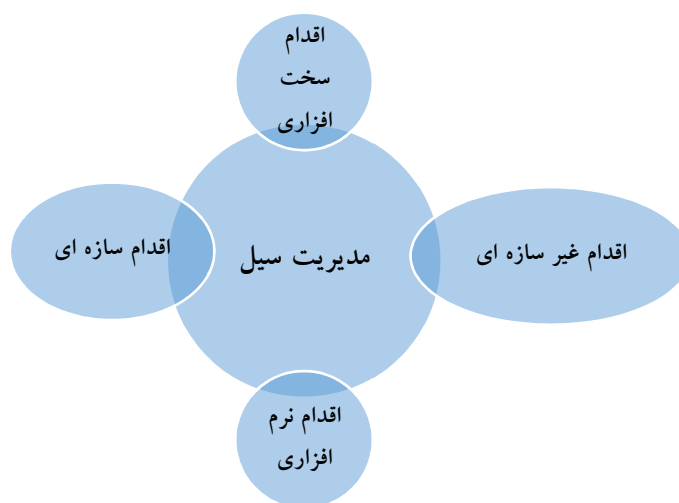 اقدام
سخت
افزاری
اقدام غیر سازه ای
مدیریت سیل
اقدام سازه ای
اقدام نرم
افزاری